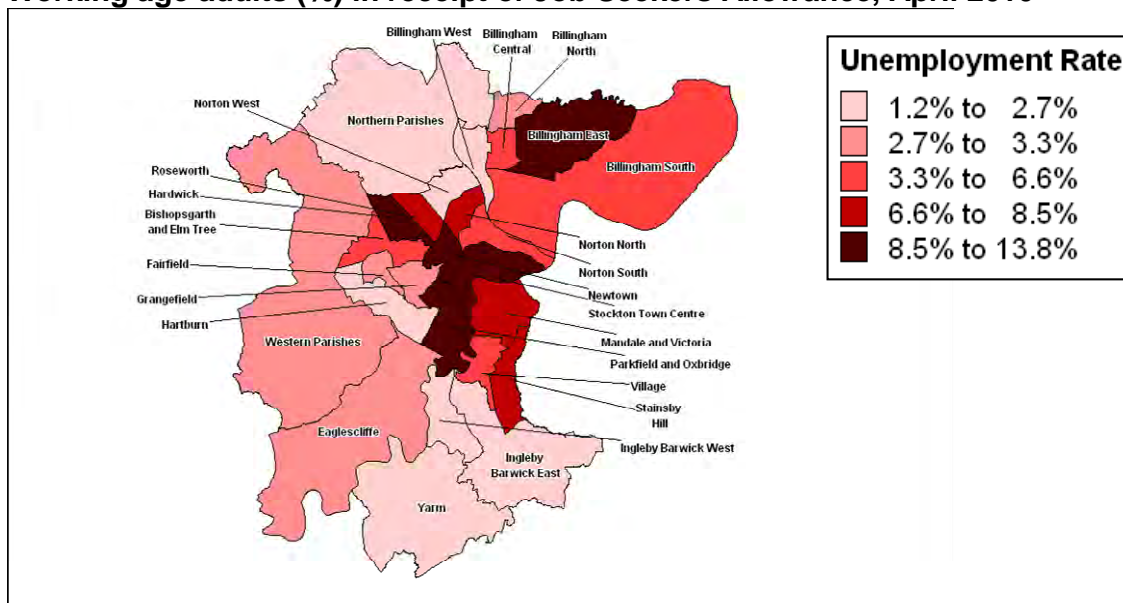 Working age adults (%) in receipt of Job Seekers Allowance, April 2010
Billingham West
Billingham
Central
Billingham
North
Norton West
Northern Parishes
Billingham East
Billingham South
Roseworth
Hardwick
Bishopsgarth
and Elm Tree
Fairfield
Grangefield
Hartburn
Western Parishes
Norton North
Norton South
Newtown
Stockton Town Centre
Mandale and Victoria
Parkfield and Oxbridge
Village
Stainsby
Hill
Eaglescliffe
Ingleby Barwick West
Ingleby
Barwick East
Yarm
Unemployment Rate
1.2% to 2.7%
2.7% to 3.3%
3.3% to 6.6%
6.6% to 8.5%
8.5% to 13.8%